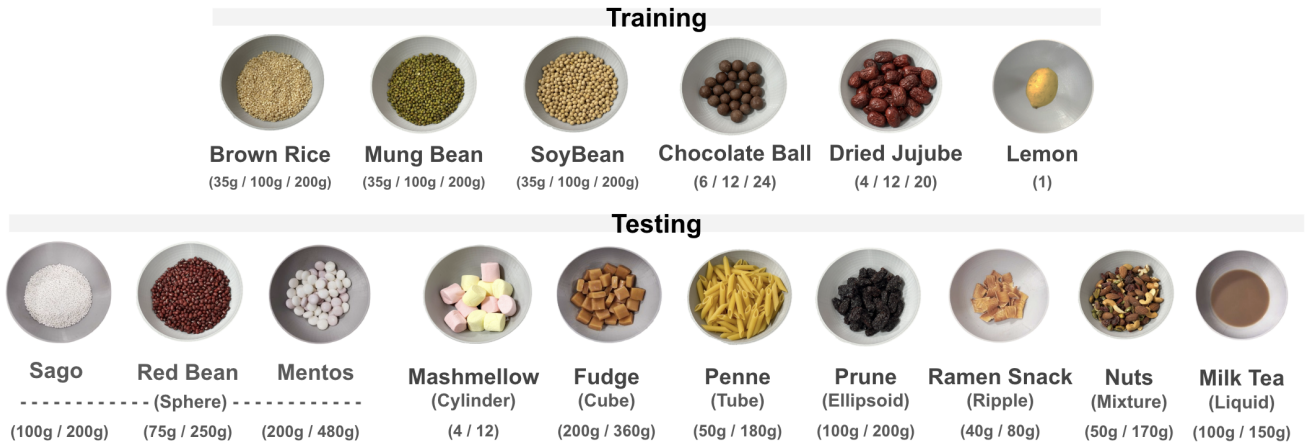 Training
Brown Rice Mung Bean SoyBean Chocolate Ball Dried Jujube Lemon
(35g / 100g / 200g) (35g / 100g / 200g) (35g / 100g / 200g) (6 / 12 / 24) (4 / 12 / 20) (1)
Testing
Sago Red Bean Mentos Mashmellow Fudge Penne Prune Ramen Snack Nuts Milk Tea
(Sphere) (Cylinder) (Cube) (Tube) (Ellipsoid) (Ripple) (Mixture) (Liquid)
(100g / 200g) (75g / 250g) (200g / 480g) (4 / 12) (200g / 360g) (50g / 180g) (100g / 200g) (40g / 80g) (50g / 170g) (100g / 150g)